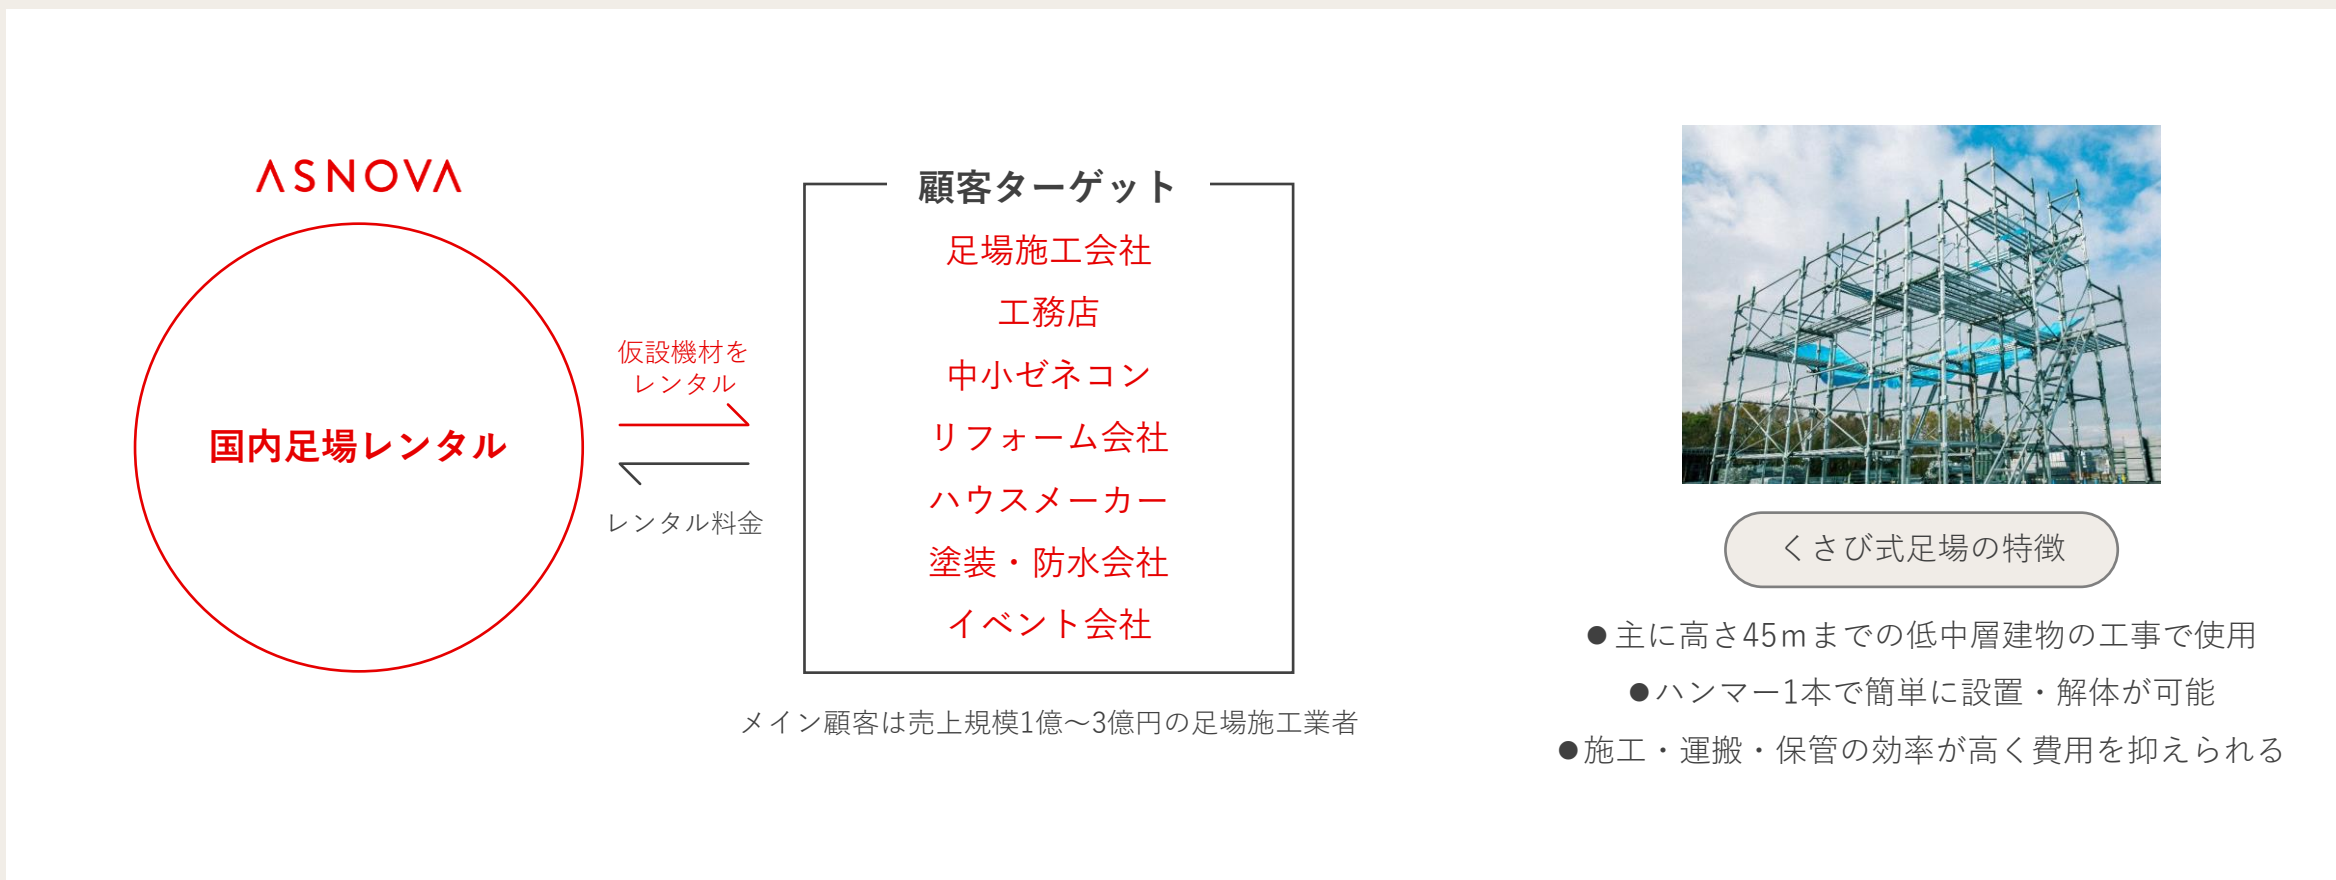 ASNOVA
国内足場レンタル
仮設機材を
レンタル
レンタル料金
顧客ターゲット
足場施工会社
工務店
中小ゼネコン
リフォーム会社
ハウスメーカー
塗装・防水会社
イベント会社
メイン顧客は売上規模1億〜3億円の足場施工業者
くさび式足場の特徴
●主に高さ45mまでの低中層建物の工事で使用
●ハンマー1本で簡単に設置・解体が可能
●施工・運搬・保管の効率が高く費用を抑えられる